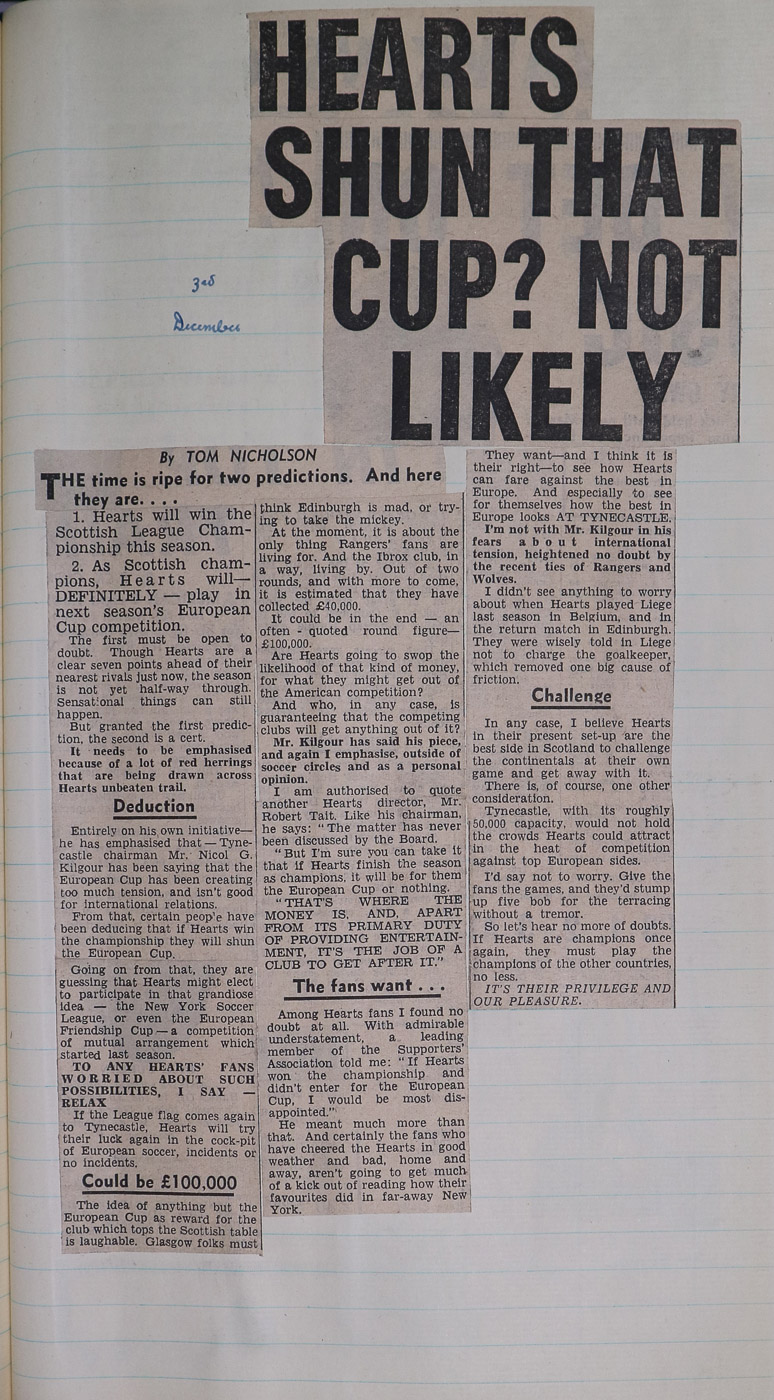 HEARTS
SHUN THAT
CUP? NOT
LIKELY
3rd
December
By TOM NICHOLSON
THE time is ripe for two predictions. And here
they are. . . .
1. Hearts will win the
Scottish League Cham-
pionship this season.
2. As Scottish cham-
pions, Hearts will—
DEFINITELY — play in
next season's European
Cup competition.
The first must be open to
doubt. Though Hearts are a
clear seven points ahead of their
nearest rivals just now, the season
is not yet half-way through.
Sensational things can still
happen.
But granted the first predic-
tion, the second is a cert.
It needs to be emphasised
because of a lot of red herrings
that are being drawn across
Hearts unbeaten trail.
Deduction
Entirely on his own initiative—
he has emphasised that — Tyne-
castle chairman Mr. Nicol G.
Kilgour has been saying that the
European Cup has been creating
too much tension, and isn't good
for international relations.
From that, certain people have
been deducing that if Hearts win
the championship they will shun
the European Cup.
Going on from that, they are
guessing that Hearts might elect
to participate in that grandiose
idea — the New York Soccer
League, or even the European
Friendship Cup — a competition
of mutual arrangement which
started last season.
TO ANY HEARTS' FANS
WORRIED ABOUT SUCH
POSSIBILITIES, I SAY —
RELAX
If the League flag comes again
to Tynecastle, Hearts will try
their luck again in the cock-pit
of European soccer, incidents or
no incidents.
Could be £100,000
The idea of anything but the
European Cup as reward for the
club which tops the Scottish table
is laughable. Glasgow folks must
think Edinburgh is mad, or try-
ing to take the mickey.
At the moment, it is about the
only thing Rangers' fans are
living for. And the Ibrox club, in
a way, living by. Out of two
rounds, and with more to come,
it is estimated that they have
collected £40,000.
It could be in the end — an
often - quoted round figure—
£100,000.
Are Hearts going to swop the
likelihood of that kind of money,
for what they might get out of
the American competition?
And who, in any case, is
guaranteeing that the competing
clubs will get anything out of it?
Mr. Kilgour has said his piece,
and again I emphasise, outside of
soccer circles and as a personal
opinion.
I am authorised to quote
another Hearts director, Mr.
Robert Tait. Like his chairman,
he says: "The matter has never
been discussed by the Board.
"But I'm sure you can take it
that if Hearts finish the season
as champions, it will be for them
the European Cup or nothing.
"THAT'S WHERE THE
MONEY IS, AND, APART
FROM ITS PRIMARY DUTY
OF PROVIDING ENTERTAIN-
MENT, IT'S THE JOB OF A
CLUB TO GET AFTER IT."
The fans want . . .
Among Hearts fans I found no
doubt at all. With admirable
understatement, a leading
member of the Supporters'
Association told me: "If Hearts
won the championship and
didn't enter for the European
Cup, I would be most dis-
appointed."
He meant much more than
that. And certainly the fans who
have cheered the Hearts in good
weather and bad, home and
away, aren't going to get much
of a kick out of reading how their
favourites did in far-away New
York.
They want—and I think it is
their right—to see how Hearts
can fare against the best in
Europe. And especially to see
for themselves how the best in
Europe looks AT TYNECASTLE.
I'm not with Mr. Kilgour in his
fears about international
tension, heightened no doubt by
the recent ties of Rangers and
Wolves.
I didn't see anything to worry
about when Hearts played Liege
last season in Belgium, and in
the return match in Edinburgh.
They were wisely told in Liege
not to charge the goalkeeper,
which removed one big cause of
friction.
Challenge
In any case, I believe Hearts
in their present set-up are the
best side in Scotland to challenge
the continentals at their own
game and get away with it.
There is, of course, one other
consideration.
Tynecastle, with its roughly
50,000 capacity, would not hold
the crowds Hearts could attract
in the heat of competition
against top European sides.
I'd say not to worry. Give the
fans the games, and they'd stump
up five bob for the terracing
without a tremor.
So let's hear no more of doubts.
If Hearts are champions once
again, they must play the
champions of the other countries,
no less.
IT'S THEIR PRIVILEGE AND
OUR PLEASURE.